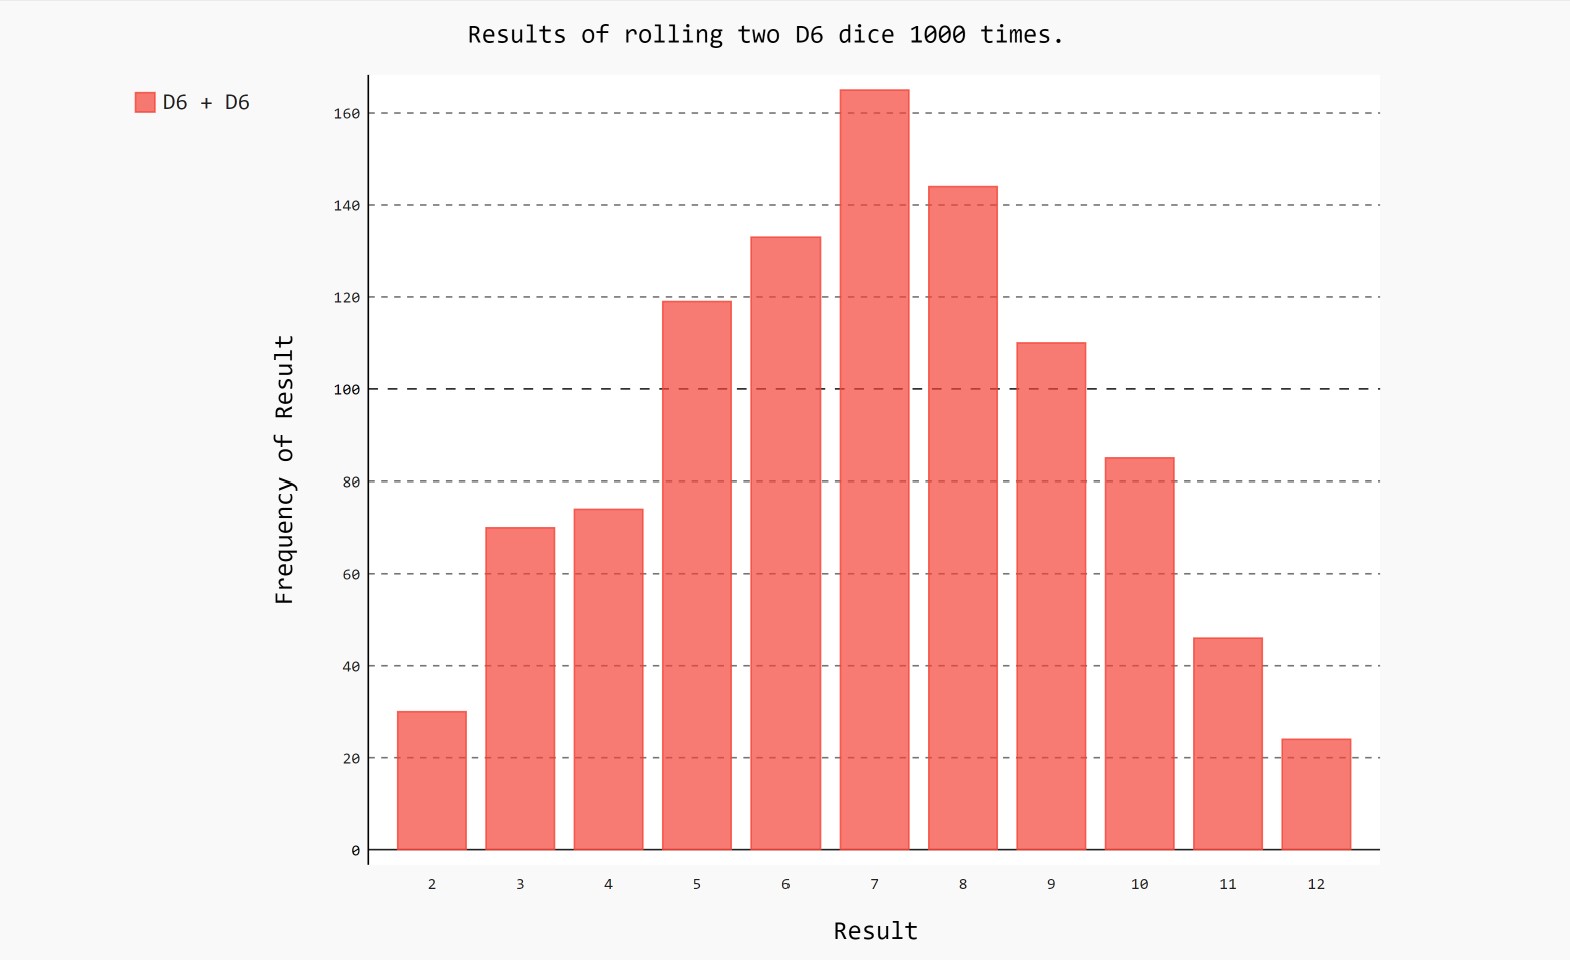 Results of rolling two D6 dice 1000 times.
D6 + D6
160
140
120
100
80
60
40
20
0
Frequency of Result
2 3 4 5 6 7 8 9 10 11 12
Result